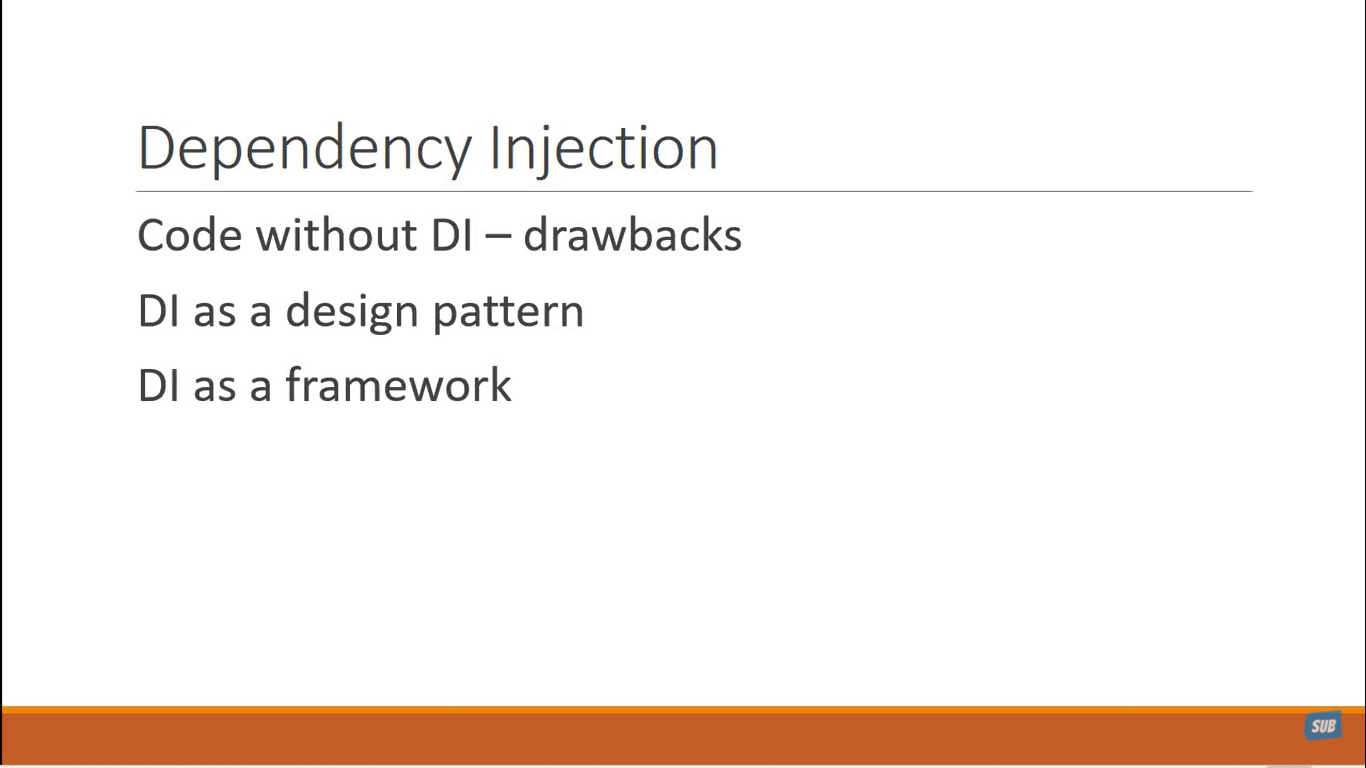 Dependency Injection
Code without DI – drawbacks
DI as a design pattern
DI as a framework
SUB